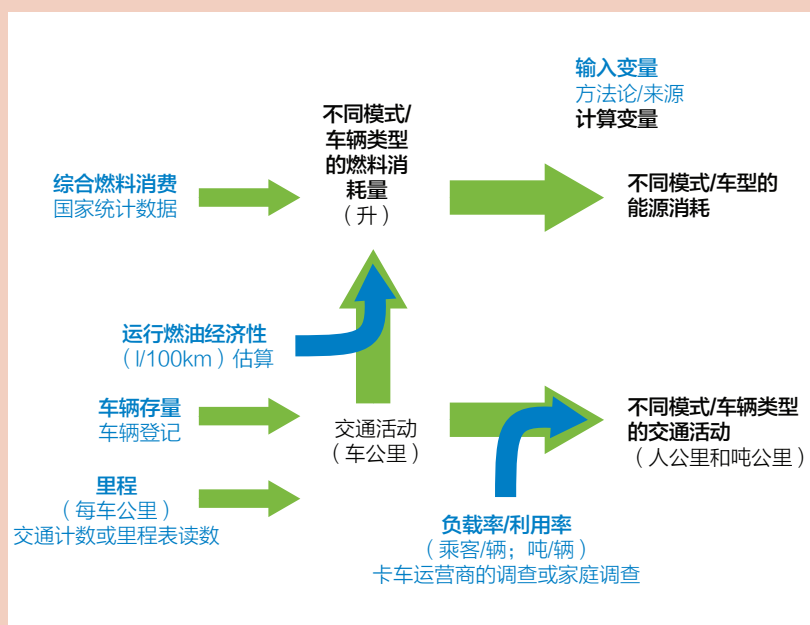 输入变量
方法论/来源
计算变量
不同模式/
车辆类型
的燃料消
耗量
（升）
综合燃料消费
国家统计数据
不同模式/车型的
能源消耗
运行燃油经济性
（l/100km）估算
车辆存量
车辆登记
交通活动
（车公里）
不同模式/车辆类型
的交通活动
（人公里和吨公里）
里程
（每车公里）
交通计数或里程表读数
负载率/利用率
（乘客/辆；吨/辆）
卡车运营商的调查或家庭调查